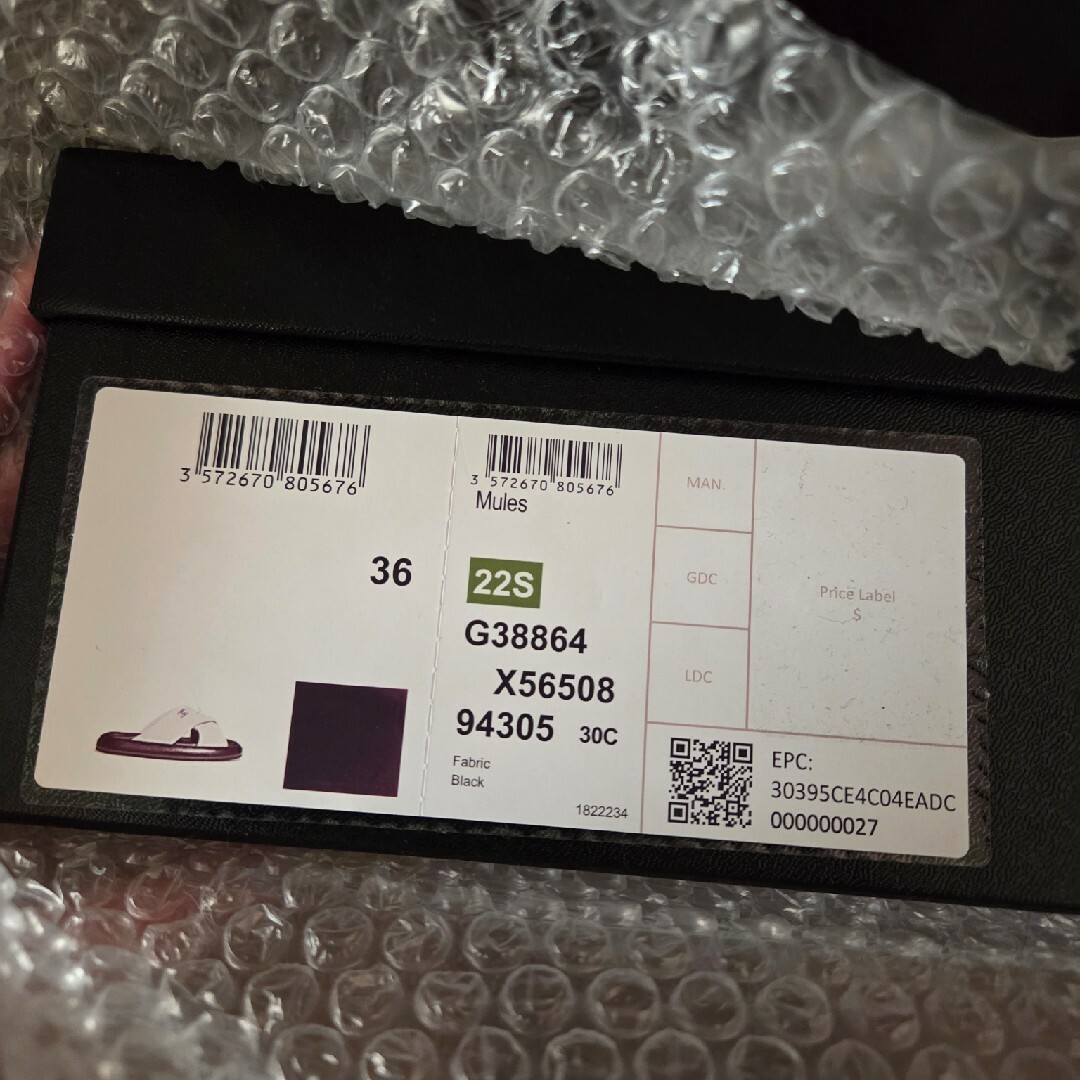 3 572670 805676
36
3 572670 805676
Mules
22S
G38864
X56508
94305 30C
Fabric
Black
1822234
MAN.
GDC
LDC
Price Label
$
EPC:
30395CE4C04EADC
000000027